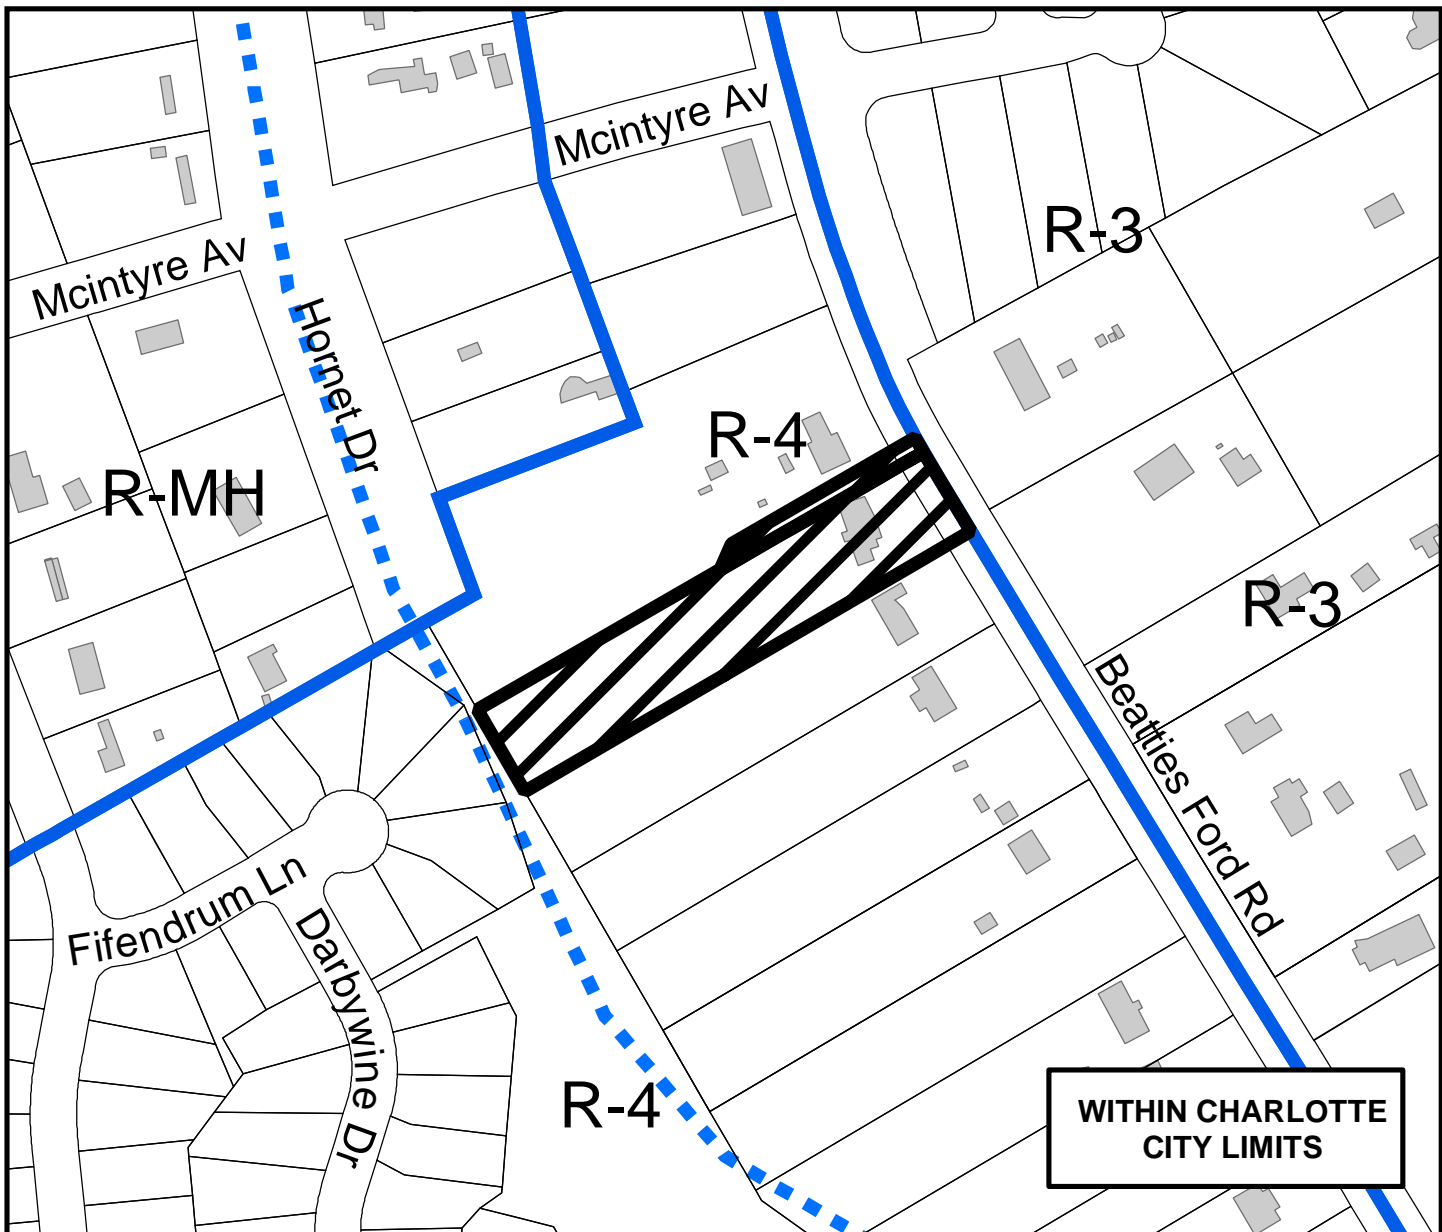 Mcintyre Av
R-3
Mcintyre Av
Hornet Dr
R-4
R-MH
R-3
Beatties Ford Rd
Fifendrum Ln
Darbywine Dr
R-4
WITHIN CHARLOTTE
CITY LIMITS